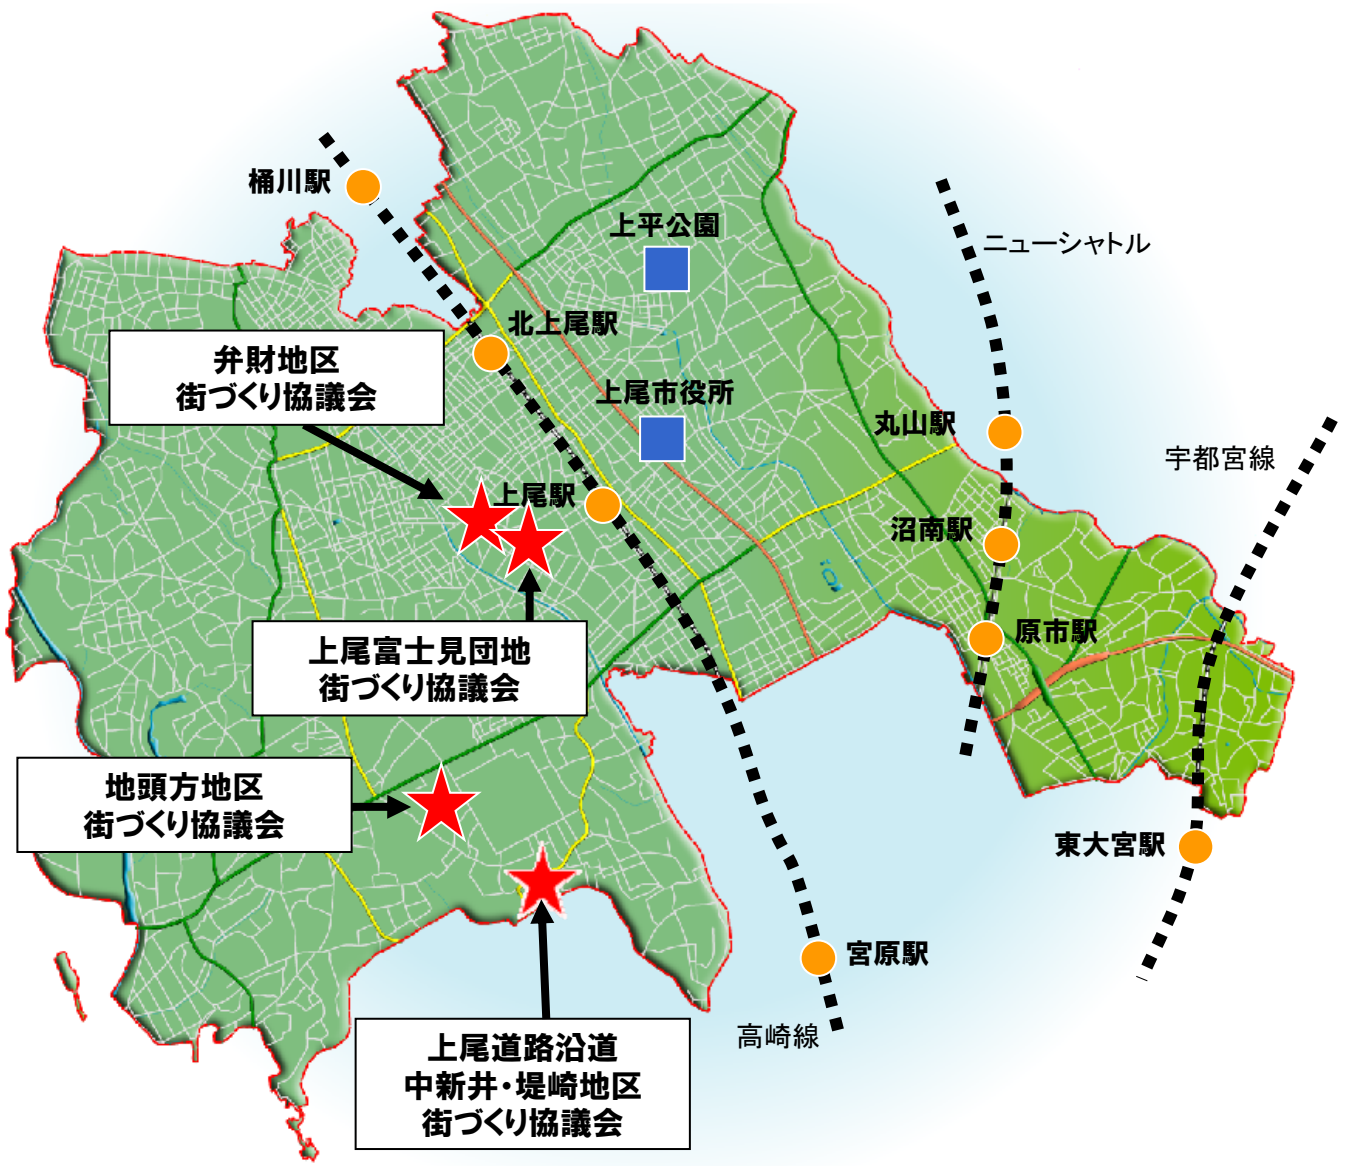 桶川駅
上平公園
ニューシャトル
北上尾駅
弁財地区
街づくり協議会
上尾市役所
丸山駅
宇都宮線
上尾駅
沼南駅
原市駅
上尾富士見団地
街づくり協議会
地頭方地区
街づくり協議会
東大宮駅
宮原駅
高崎線
上尾道路沿道
中新井・堤崎地区
街づくり協議会